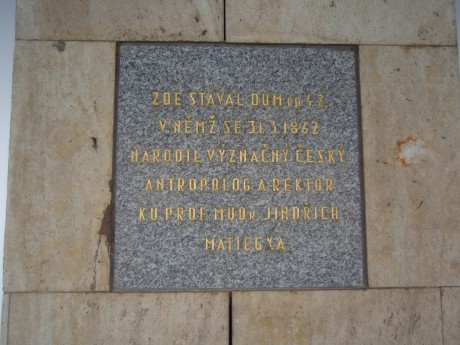 ZDE STÁVAL DŮM čp. 43,
V NĚMŽ SE 31.3.1862
NARODIL VÝZNAČNÝ ČESKÝ
ANTROPOLOG A REKTOR
KU PROF. MUDr. JINDŘICH
MATIEGKA